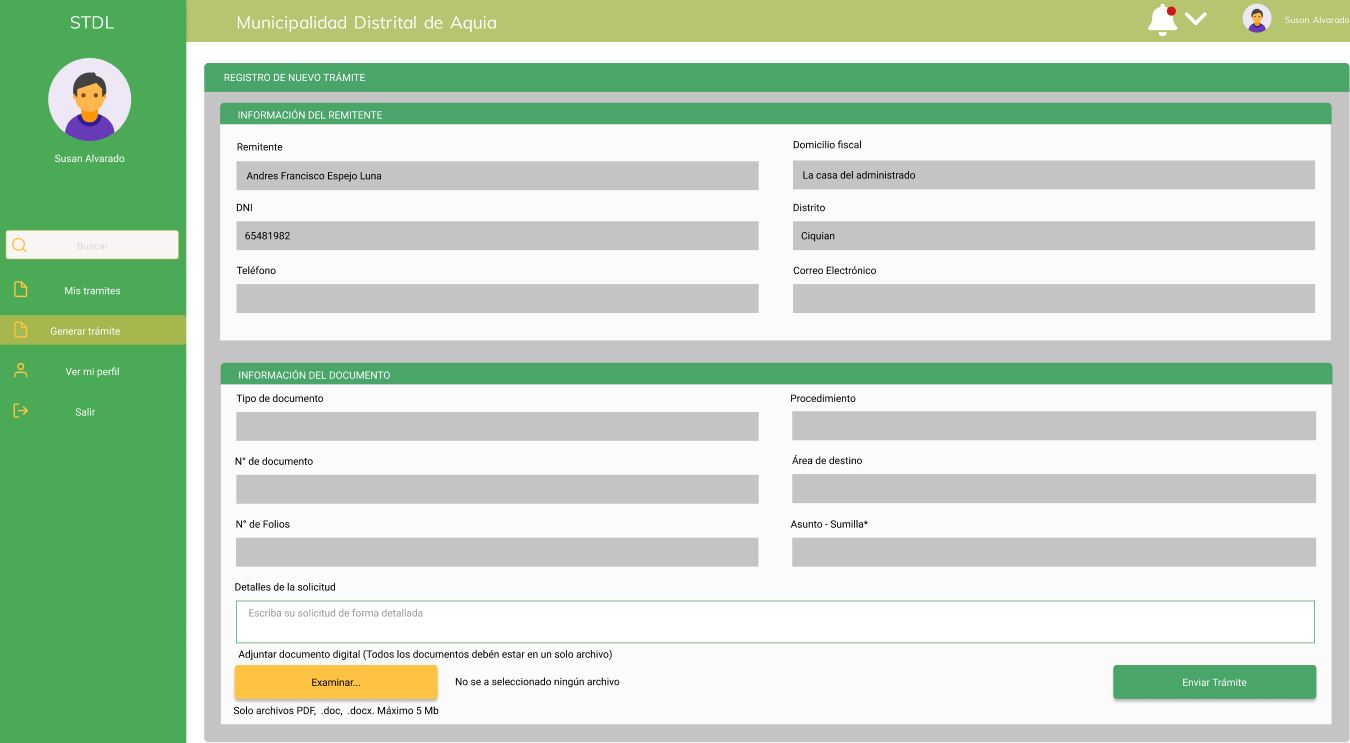 STDL
Municipalidad Distrital de Aquia
Susan Alvarado
Susan Alvarado
Buscar
Mis tramites
Generar trámite
Ver mi perfil
Salir
REGISTRO DE NUEVO TRÁMITE
INFORMACIÓN DEL REMITENTE
Remitente
Domicilio fiscal
Andres Francisco Espejo Luna
La casa del administrado
DNI
Distrito
65481982
Ciquian
Teléfono
Correo Electrónico
INFORMACIÓN DEL DOCUMENTO
Tipo de documento
Procedimiento
N° de documento
Área de destino
N° de Folios
Asunto - Sumilla*
Detalles de la solicitud
Escriba su solicitud de forma detallada
Adjuntar documento digital (Todos los documentos debén estar en un solo archivo)
Examinar...
No se a seleccionado ningún archivo
Enviar Trámite
Solo archivos PDF, .doc, .docx. Máximo 5 Mb